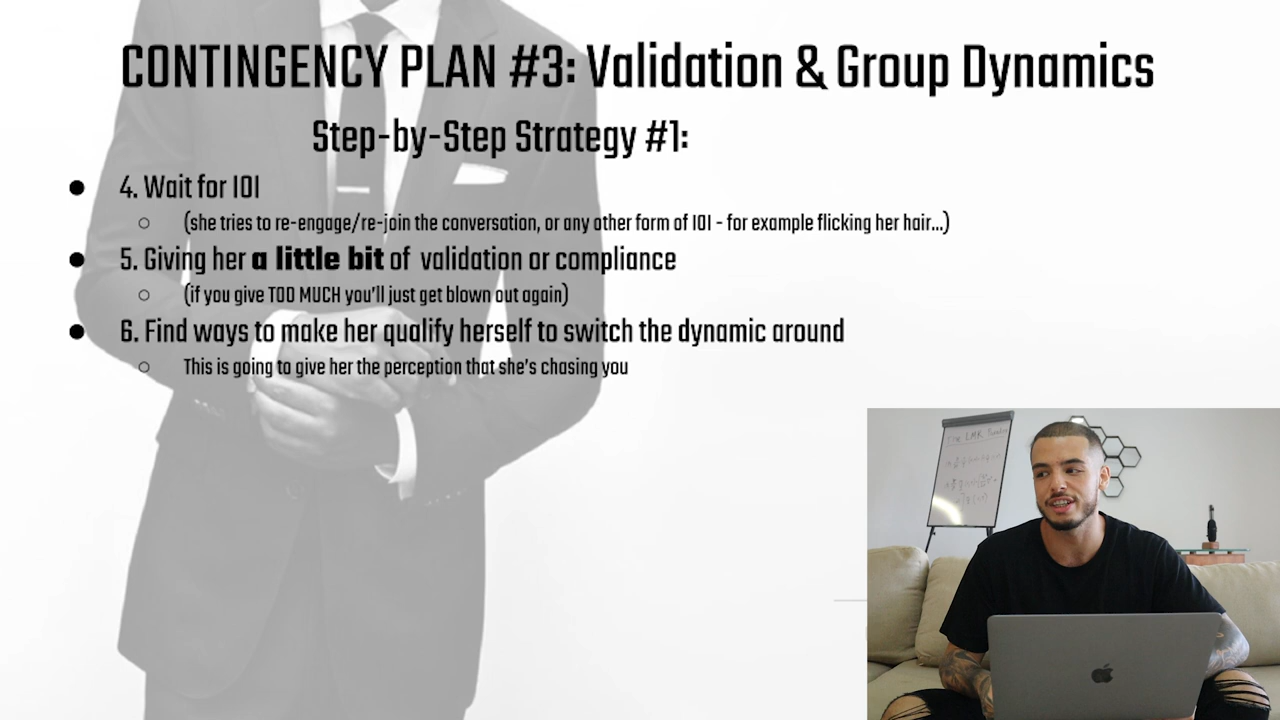 CONTINGENCY PLAN #3: Validation & Group Dynamics
Step-by-Step Strategy #1:
● 4. Wait for IOI
○ (she tries to re-engage/re-join the conversation, or any other form of IOI - for example flicking her hair...)
● 5. Giving her a little bit of validation or compliance
○ (if you give TOO MUCH you'll just get blown out again)
● 6. Find ways to make her qualify herself to switch the dynamic around
○ This is going to give her the perception that she's chasing you
The LMR